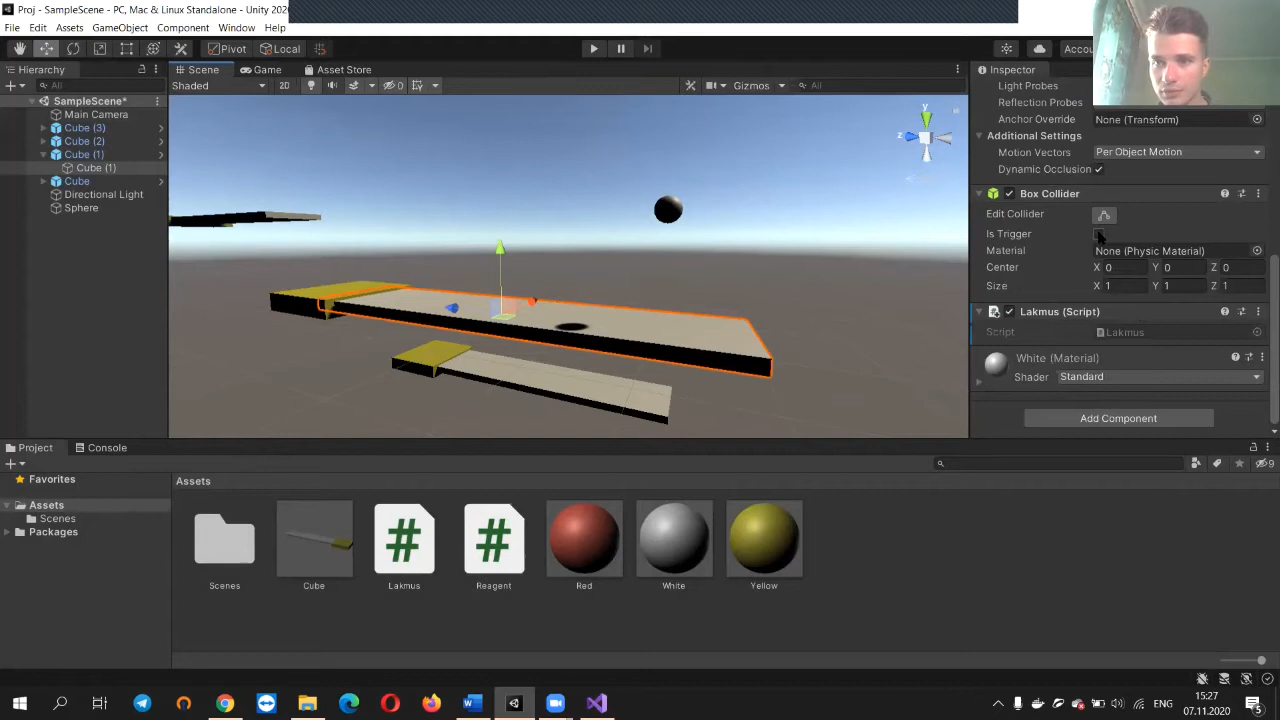 Proj - SampleScene - PC, Mac & Linux Standalone - Unity 202
File Edit Assets GameObject Component Window Help
Pivot Local Accou
Hierarchy
All
SampleScene*
Main Camera
Cube (3)
Cube (2)
Cube (1)
Cube (1)
Cube
Directional Light
Sphere
Scene Game Asset Store
Shaded 2D 0 Gizmos All
y
z
Inspector
Light Probes
Reflection Probes
Anchor Override None (Transform)
Additional Settings
Motion Vectors Per Object Motion
Dynamic Occlusion
Box Collider
Edit Collider
Is Trigger
Material None (Physic Material)
Center X 0 Y 0 Z 0
Size X 1 Y 1 Z 1
Lakmus (Script)
Script Lakmus
White (Material)
Shader Standard
Add Component
Project Console
9
Favorites
Assets
Scenes
Packages
Assets
Scenes Cube Lakmus Reagent Red White Yellow
ENG
15:27
07.11.2020
5